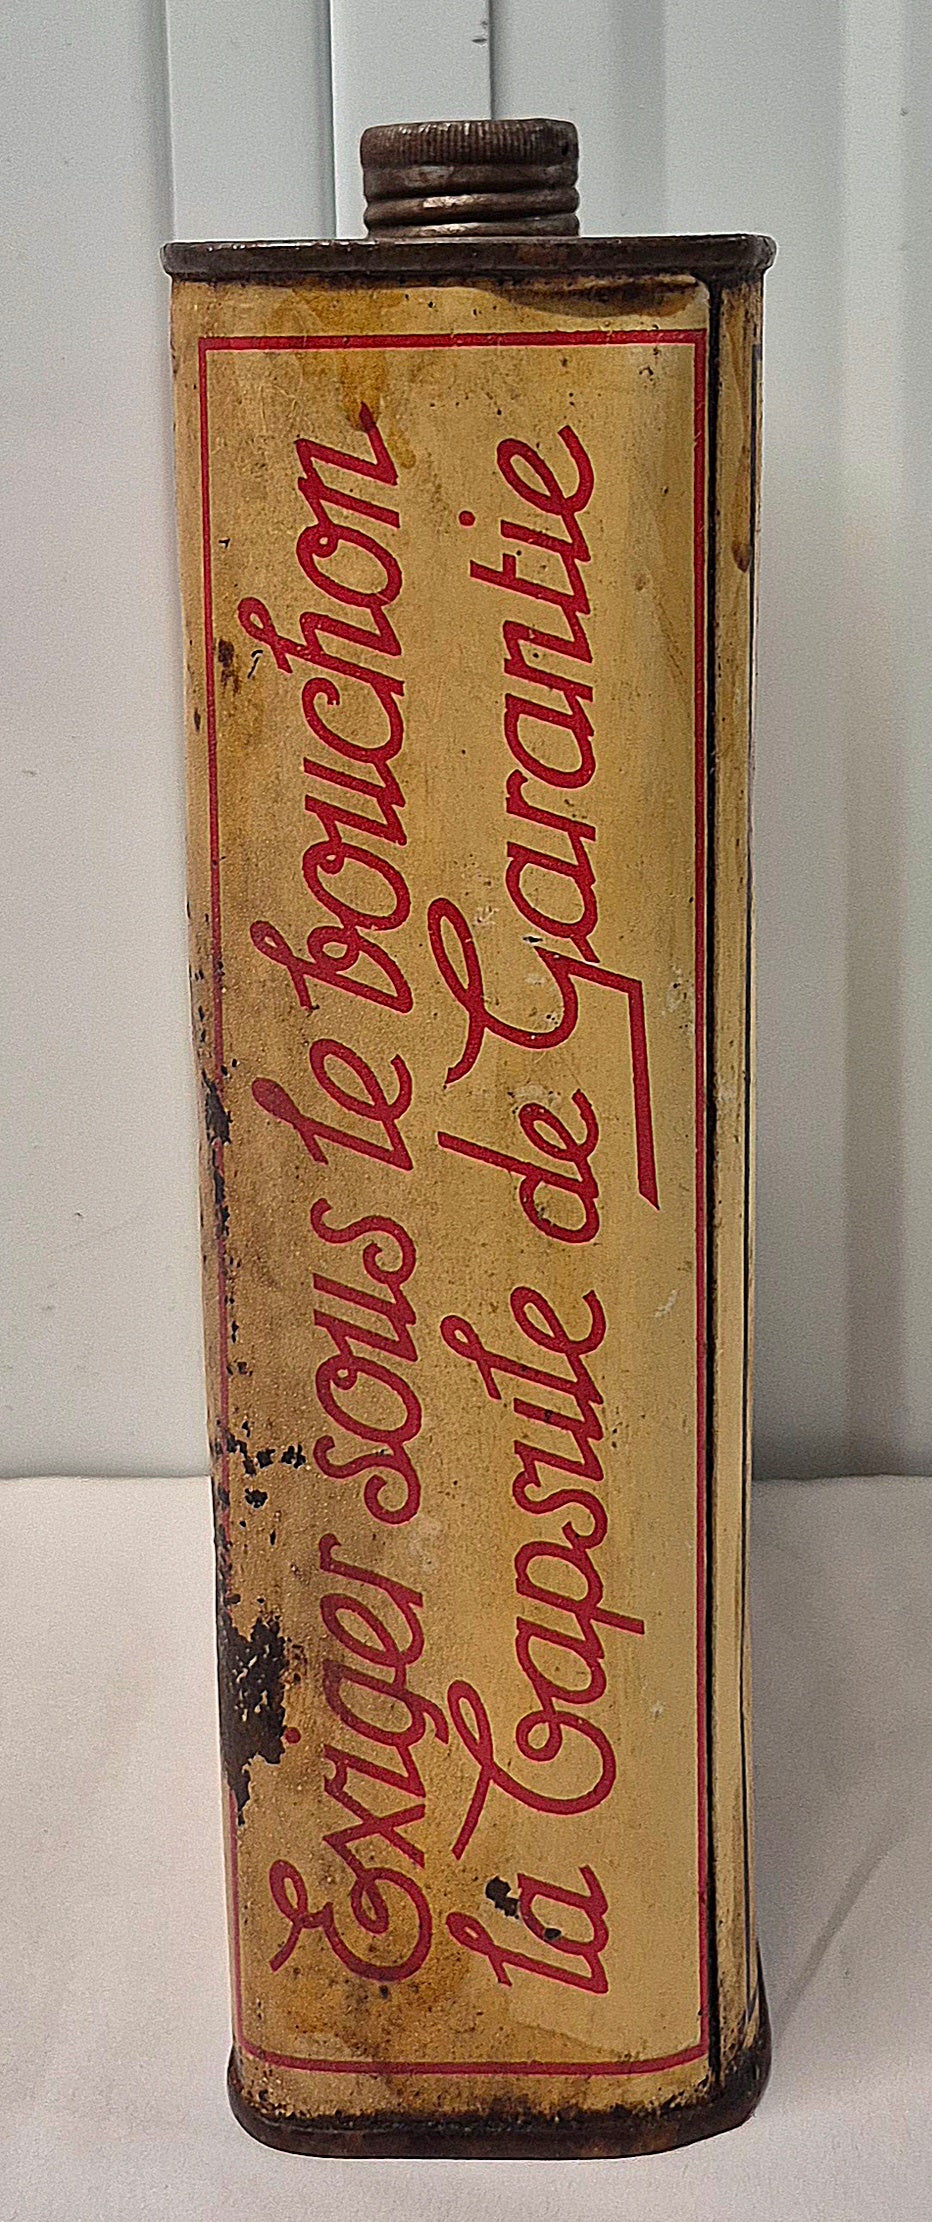 Exiger sous le bouchon
la Capsule de Garantie